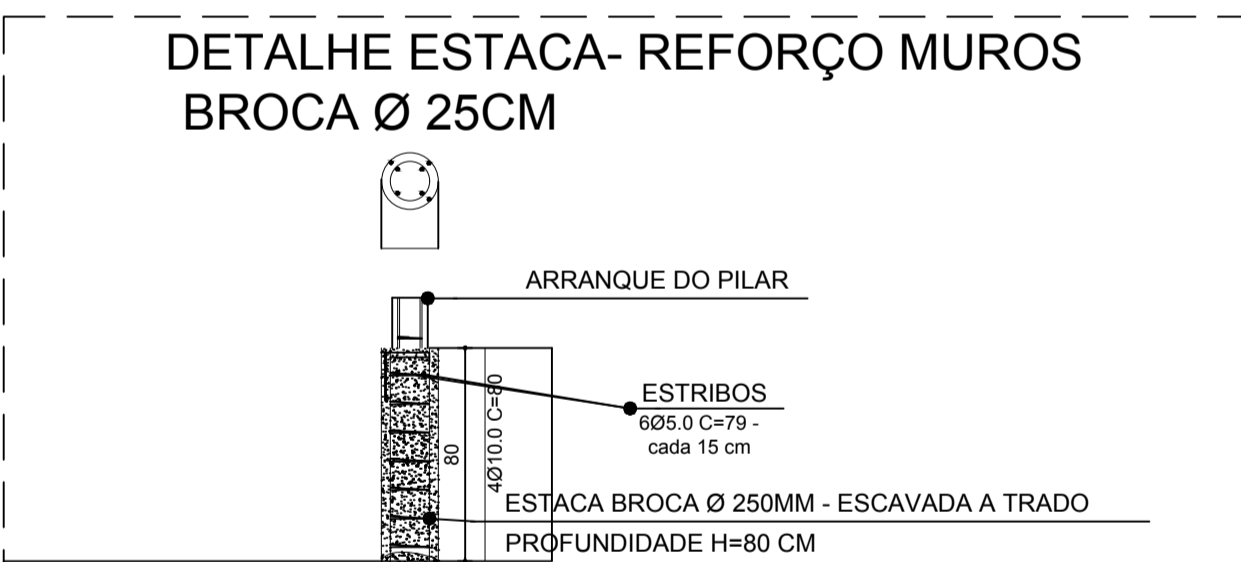 DETALHE ESTACA- REFORÇO MUROS
BROCA Ø 25CM
ARRANQUE DO PILAR
ESTRIBOS
6Ø5.0 C=79 -
cada 15 cm
80
4Ø10.0 C=80
ESTACA BROCA Ø 250MM - ESCAVADA A TRADO
PROFUNDIDADE H=80 CM